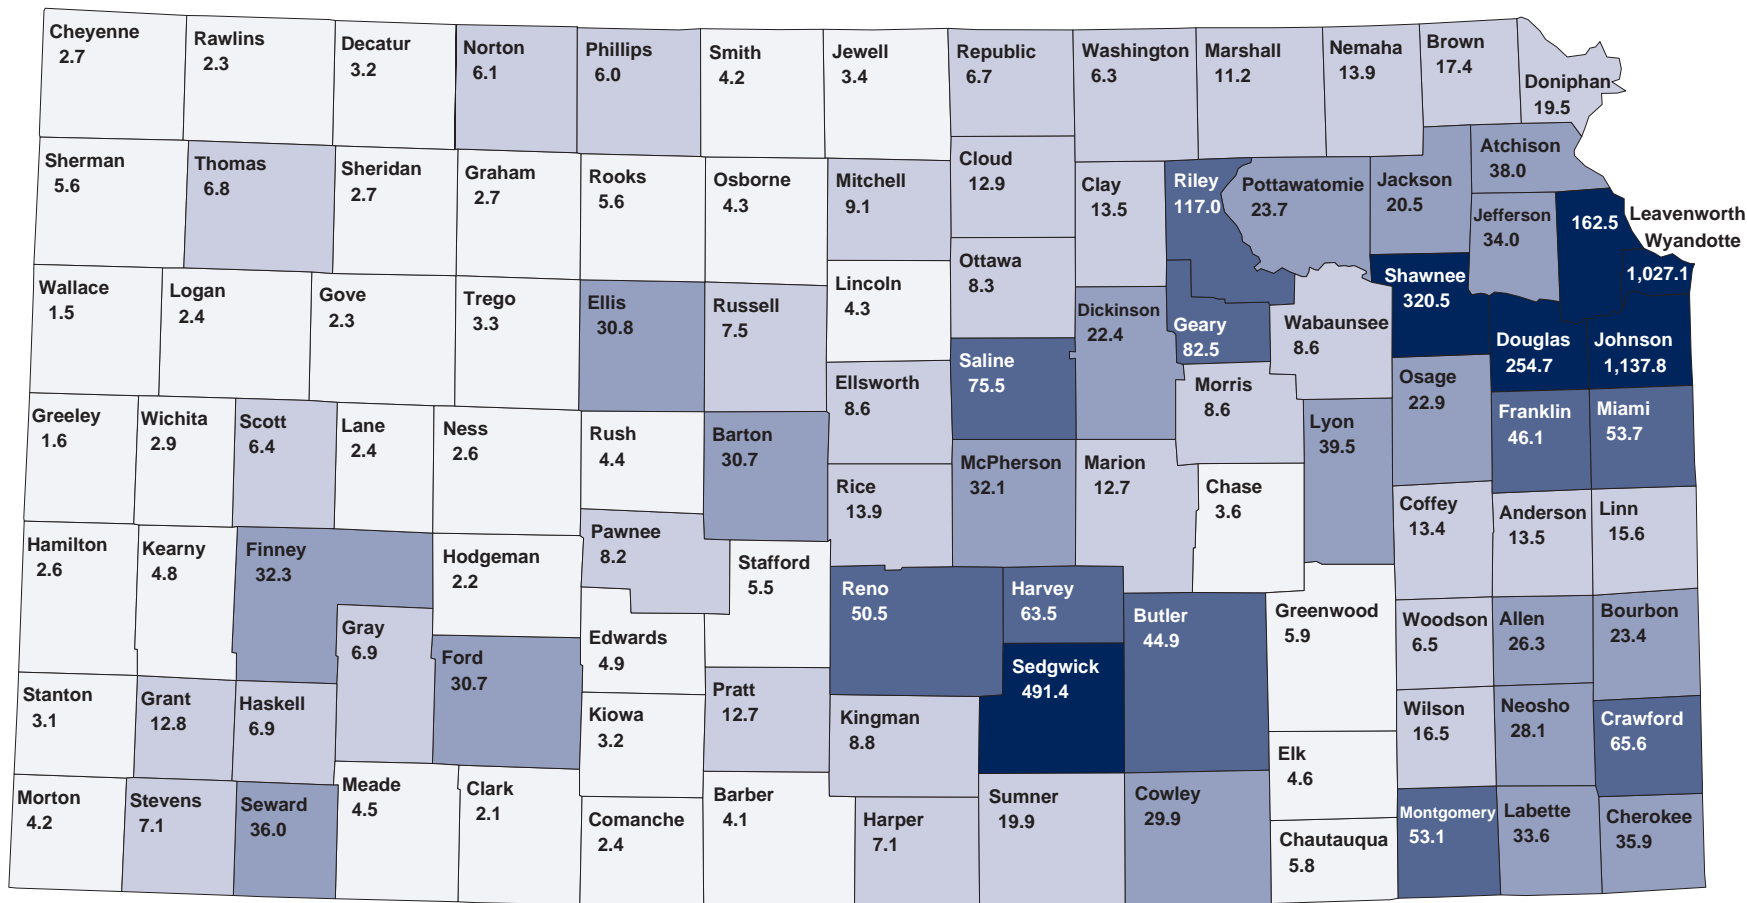 Cheyenne
2.7
Rawlins
2.3
Decatur
3.2
Norton
6.1
Phillips
6.0
Smith
4.2
Jewell
3.4
Republic
6.7
Washington
6.3
Marshall
11.2
Nemaha
13.9
Brown
17.4
Doniphan
19.5
Sherman
5.6
Thomas
6.8
Sheridan
2.7
Graham
2.7
Rooks
5.6
Osborne
4.3
Mitchell
9.1
Cloud
12.9
Clay
13.5
Riley
117.0
Pottawatomie
23.7
Jackson
20.5
Atchison
38.0
Jefferson
34.0
162.5
Leavenworth
Wyandotte
1,027.1
Wallace
1.5
Logan
2.4
Gove
2.3
Trego
3.3
Ellis
30.8
Russell
7.5
Lincoln
4.3
Ottawa
8.3
Dickinson
22.4
Geary
82.5
Wabaunsee
8.6
Shawnee
320.5
Douglas
254.7
Johnson
1,137.8
Saline
75.5
Ellsworth
8.6
Morris
8.6
Osage
22.9
Franklin
46.1
Miami
53.7
Greeley
1.6
Wichita
2.9
Scott
6.4
Lane
2.4
Ness
2.6
Rush
4.4
Barton
30.7
Rice
13.9
McPherson
32.1
Marion
12.7
Chase
3.6
Lyon
39.5
Coffey
13.4
Anderson
13.5
Linn
15.6
Hamilton
2.6
Kearny
4.8
Finney
32.3
Hodgeman
2.2
Pawnee
8.2
Stafford
5.5
Reno
50.5
Harvey
63.5
Butler
44.9
Greenwood
5.9
Woodson
6.5
Allen
26.3
Bourbon
23.4
Gray
6.9
Ford
30.7
Edwards
4.9
Sedgwick
491.4
Stanton
3.1
Grant
12.8
Haskell
6.9
Kiowa
3.2
Pratt
12.7
Kingman
8.8
Elk
4.6
Wilson
16.5
Neosho
28.1
Crawford
65.6
Morton
4.2
Stevens
7.1
Seward
36.0
Meade
4.5
Clark
2.1
Comanche
2.4
Barber
4.1
Harper
7.1
Sumner
19.9
Cowley
29.9
Chautauqua
5.8
Montgomery
53.1
Labette
33.6
Cherokee
35.9